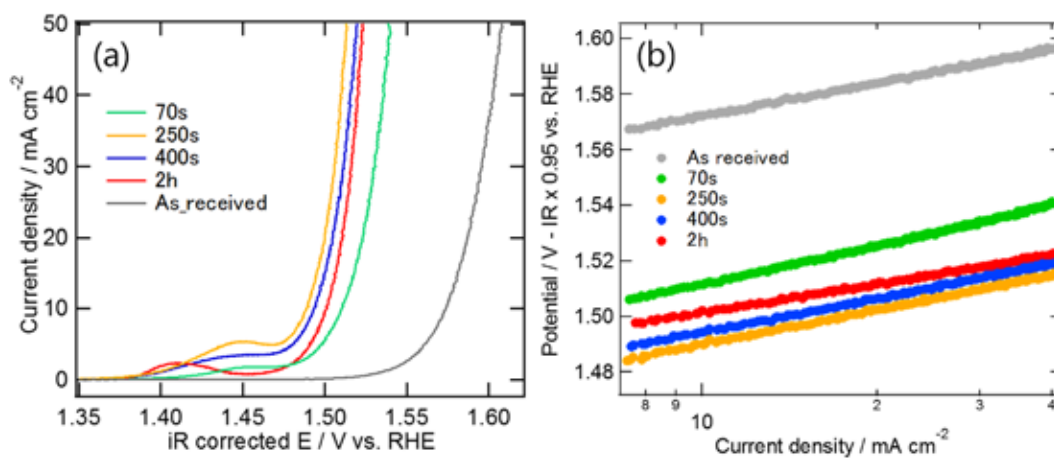 (a)
50
40
30
20
10
0
Current density / mA cm-2
70s
250s
400s
2h
As_received
1.35 1.40 1.45 1.50 1.55 1.60
iR corrected E / V vs. RHE
(b)
1.60
1.58
1.56
1.54
1.52
1.50
1.48
Potential / V - IR x 0.95 vs. RHE
As received
70s
250s
400s
2h
8 9 10 2 3 4
Current density / mA cm-2